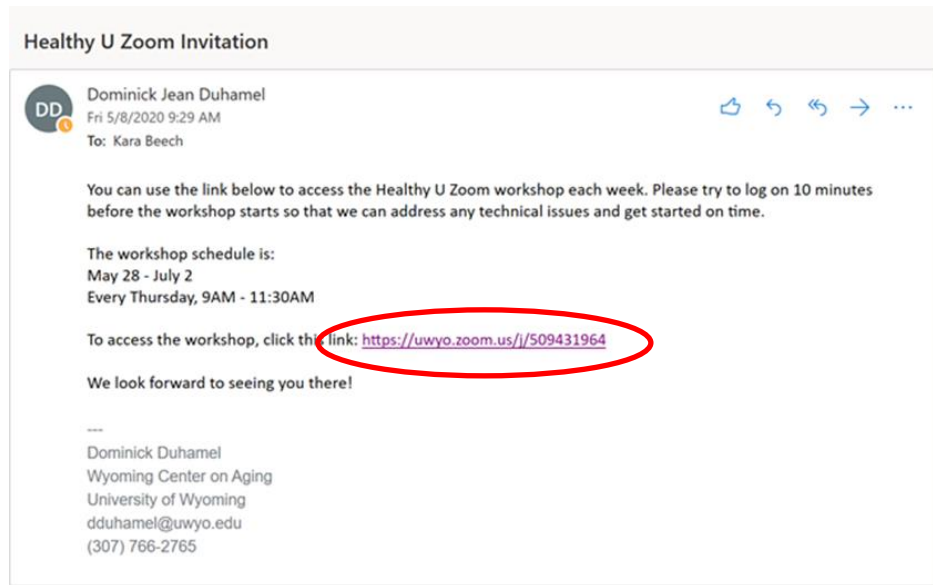 Healthy U Zoom Invitation
DD
Dominick Jean Duhamel
Fri 5/8/2020 9:29 AM
To: Kara Beech
You can use the link below to access the Healthy U Zoom workshop each week. Please try to log on 10 minutes
before the workshop starts so that we can address any technical issues and get started on time.
The workshop schedule is:
May 28 - July 2
Every Thursday, 9AM - 11:30AM
To access the workshop, click this link: https://uwyo.zoom.us/j/509431964
We look forward to seeing you there!
---
Dominick Duhamel
Wyoming Center on Aging
University of Wyoming
dduhamel@uwyo.edu
(307) 766-2765